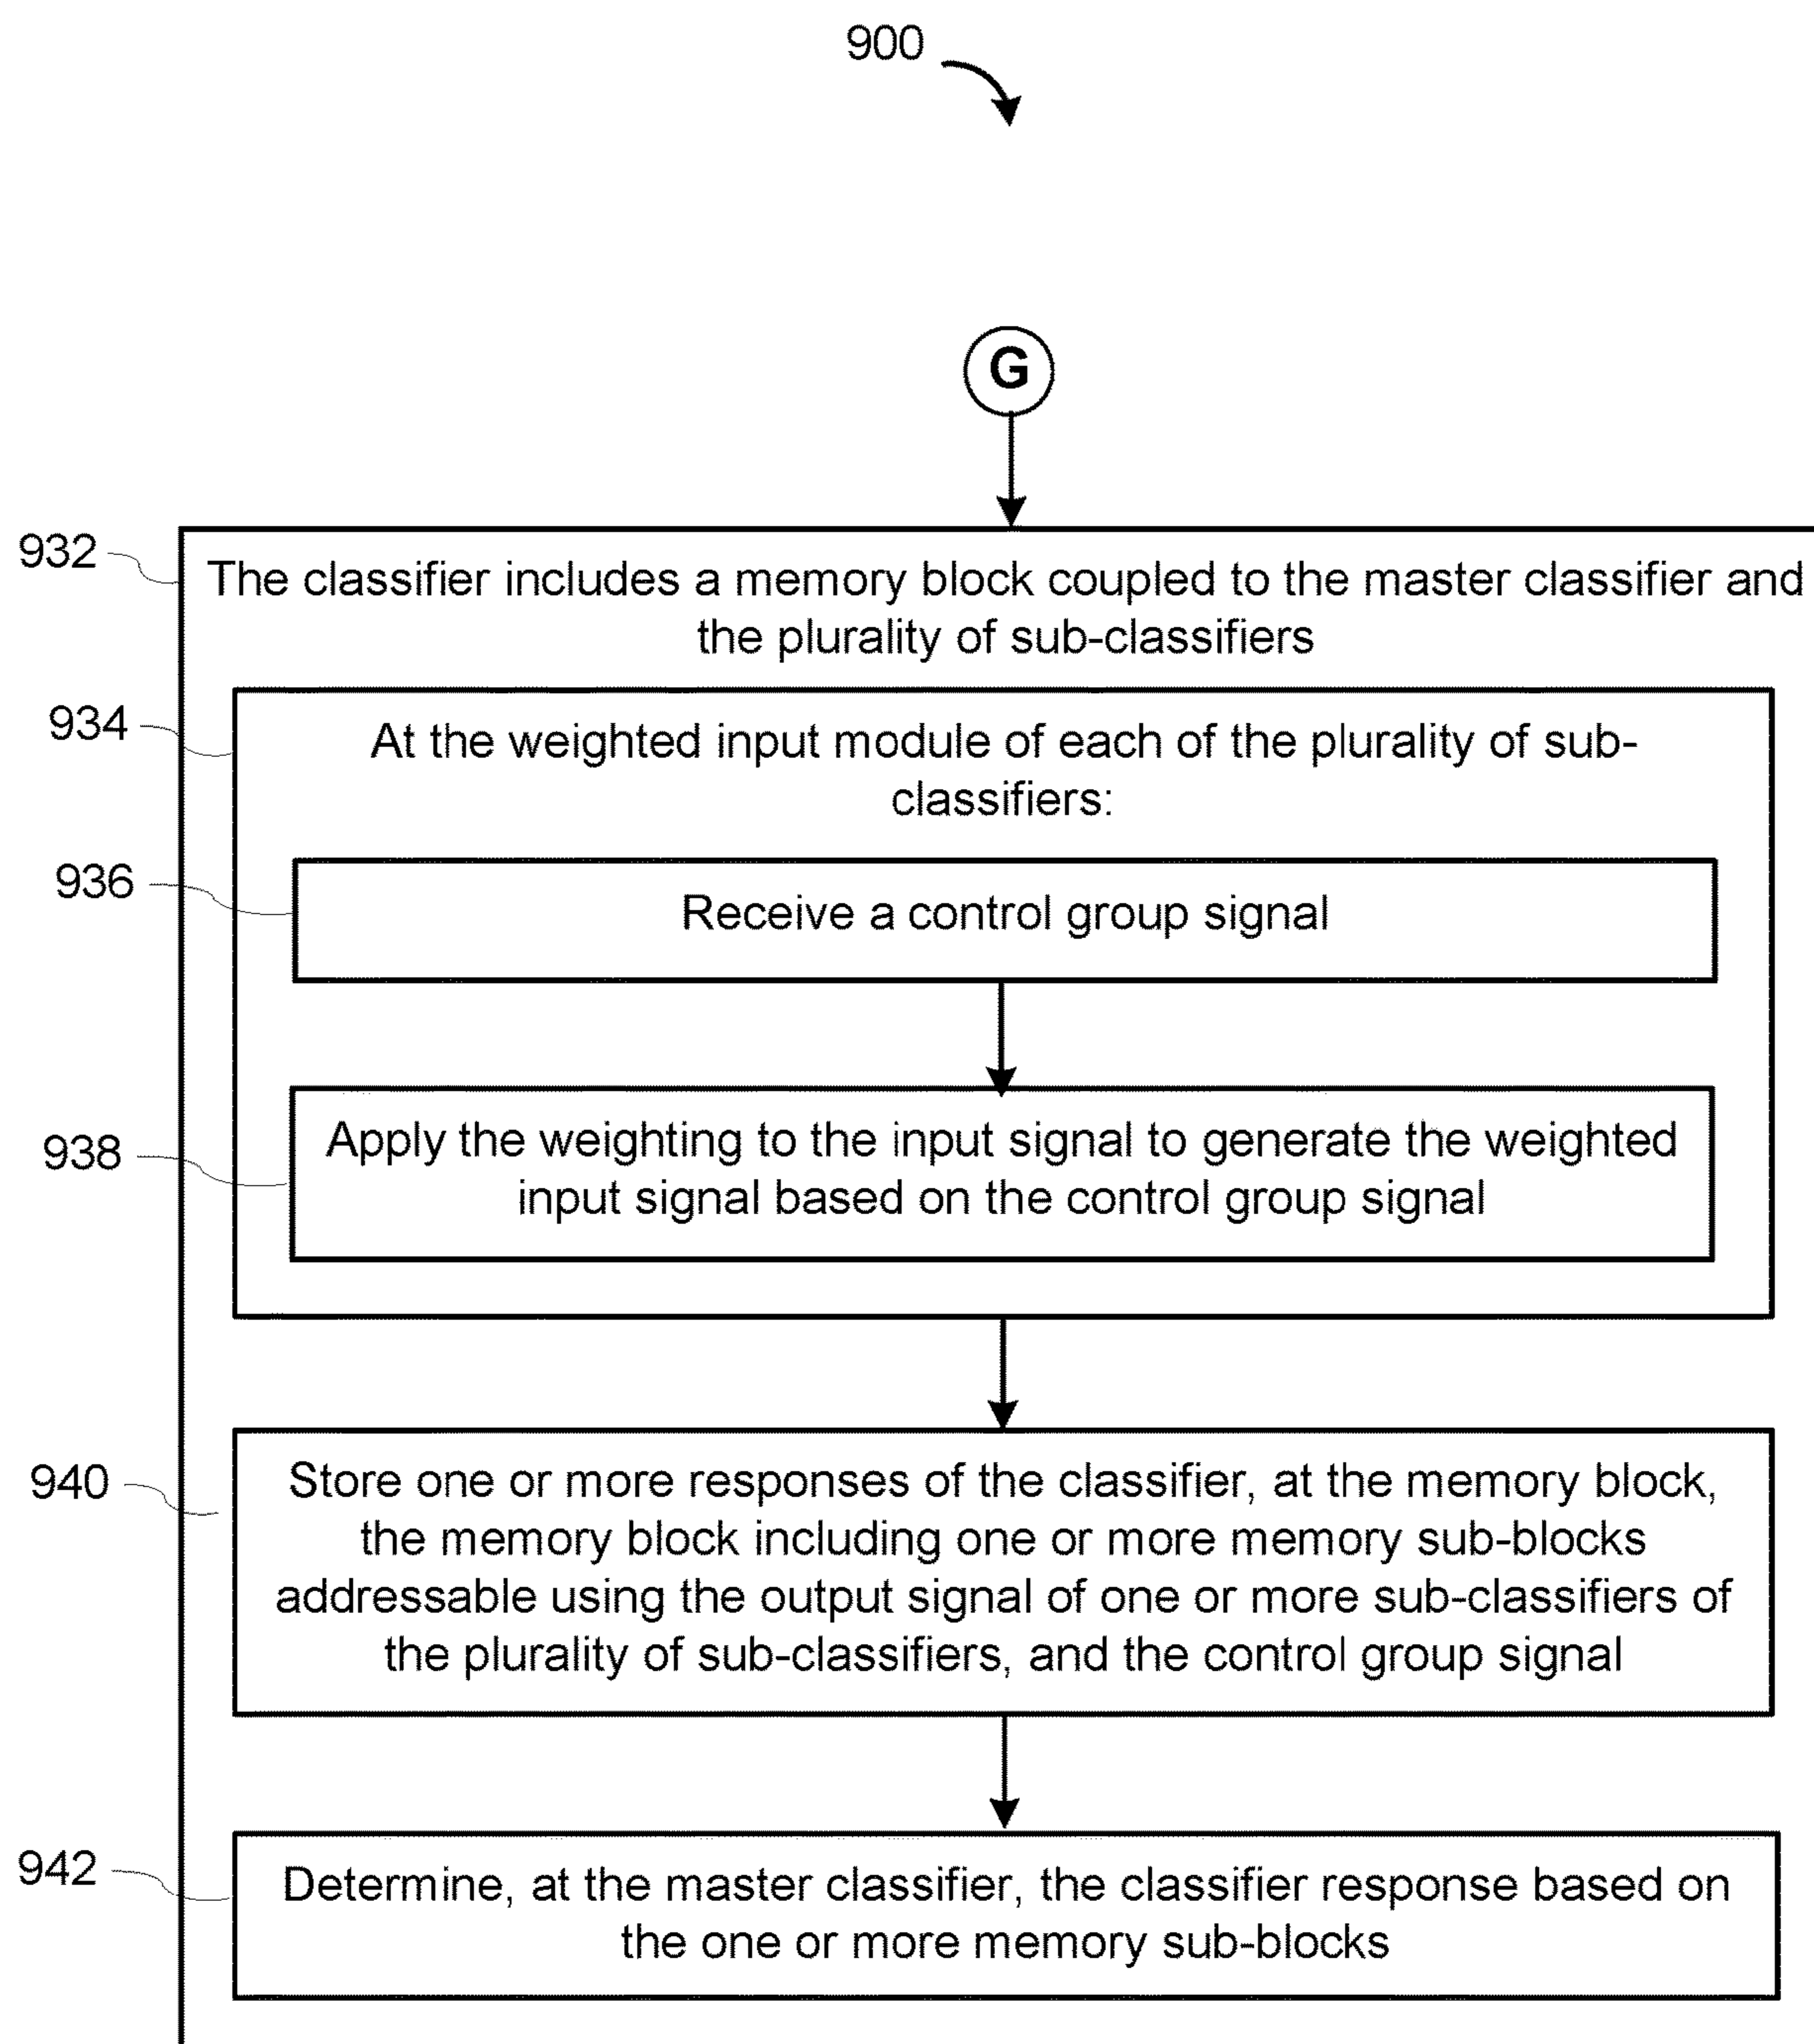 900
G
932
The classifier includes a memory block coupled to the master classifier and
the plurality of sub-classifiers
934
At the weighted input module of each of the plurality of sub-
classifiers:
936
Receive a control group signal
938
Apply the weighting to the input signal to generate the weighted
input signal based on the control group signal
940
Store one or more responses of the classifier, at the memory block,
the memory block including one or more memory sub-blocks
addressable using the output signal of one or more sub-classifiers of
the plurality of sub-classifiers, and the control group signal
942
Determine, at the master classifier, the classifier response based on
the one or more memory sub-blocks